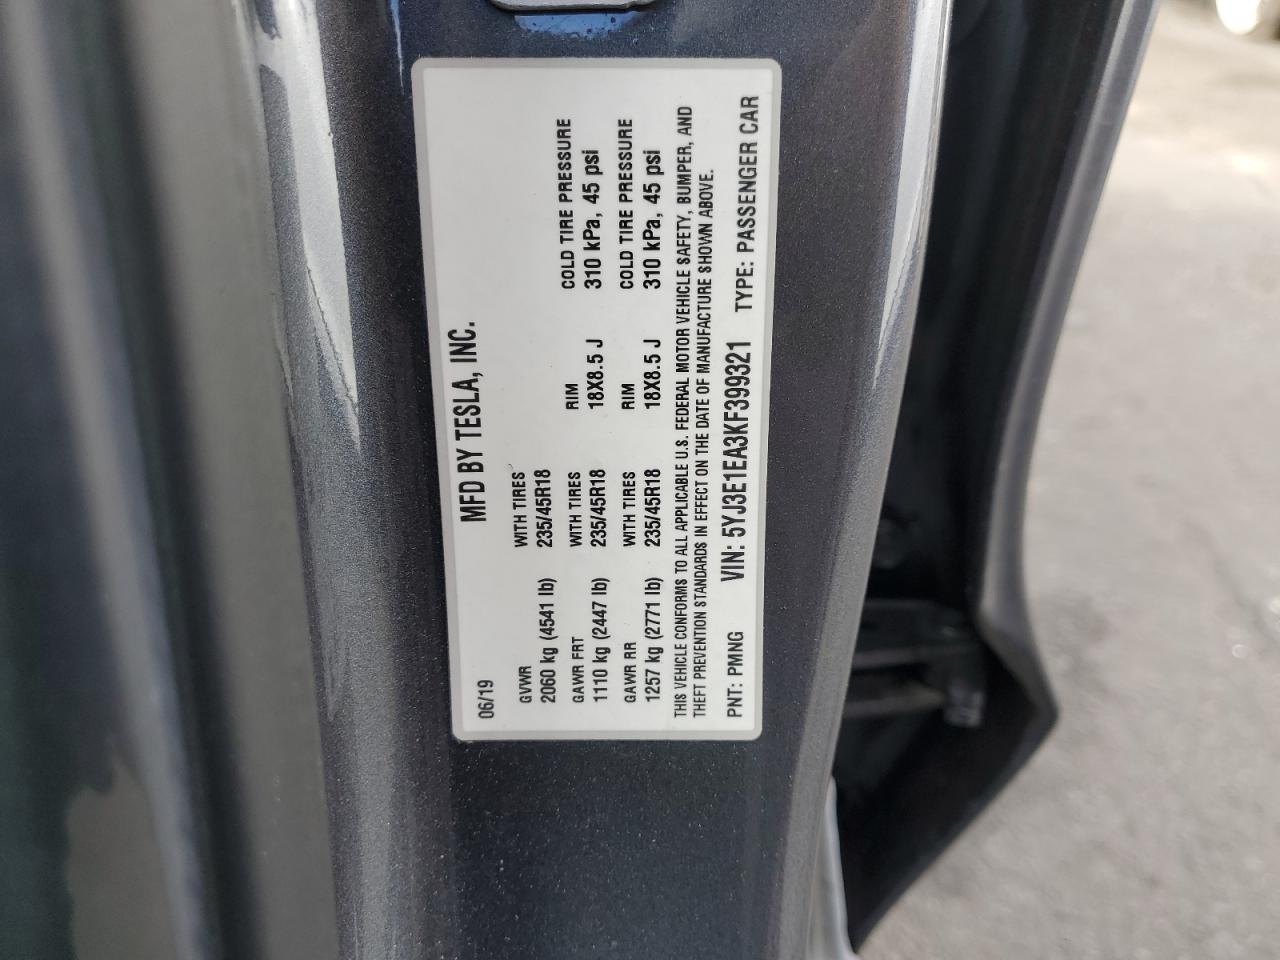 MFD BY TESLA, INC.
06/19
GVWR WITH TIRES
2060 kg (4541 lb) 235/45R18
GAWR FRT WITH TIRES RIM COLD TIRE PRESSURE
1110 kg (2447 lb) 235/45R18 18X8.5 J 310 kPa, 45 psi
GAWR RR WITH TIRES RIM COLD TIRE PRESSURE
1257 kg (2771 lb) 235/45R18 18X8.5 J 310 kPa, 45 psi
THIS VEHICLE CONFORMS TO ALL APPLICABLE U.S. FEDERAL MOTOR VEHICLE SAFETY, BUMPER, AND
THEFT PREVENTION STANDARDS IN EFFECT ON THE DATE OF MANUFACTURE SHOWN ABOVE.
PNT: PMNG VIN: 5YJ3E1EA3KF399321 TYPE: PASSENGER CAR